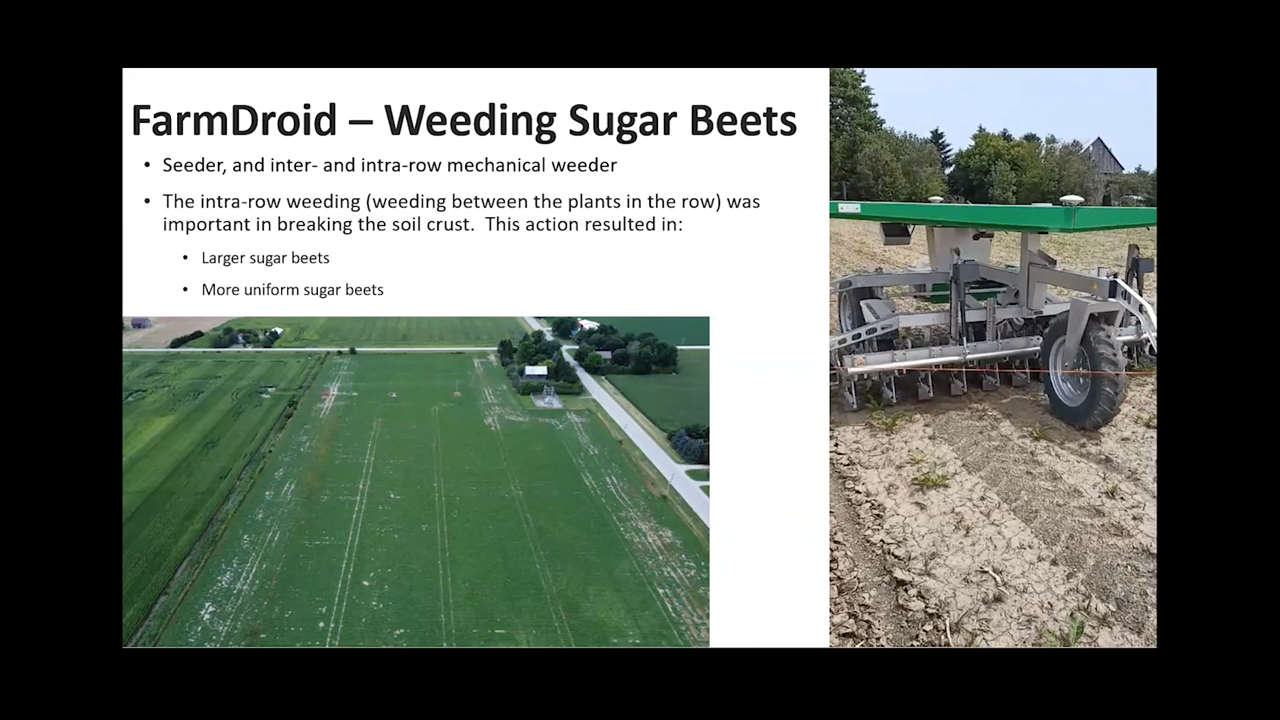 FarmDroid – Weeding Sugar Beets
• Seeder, and inter- and intra-row mechanical weeder
• The intra-row weeding (weeding between the plants in the row) was
important in breaking the soil crust.  This action resulted in:
• Larger sugar beets
• More uniform sugar beets